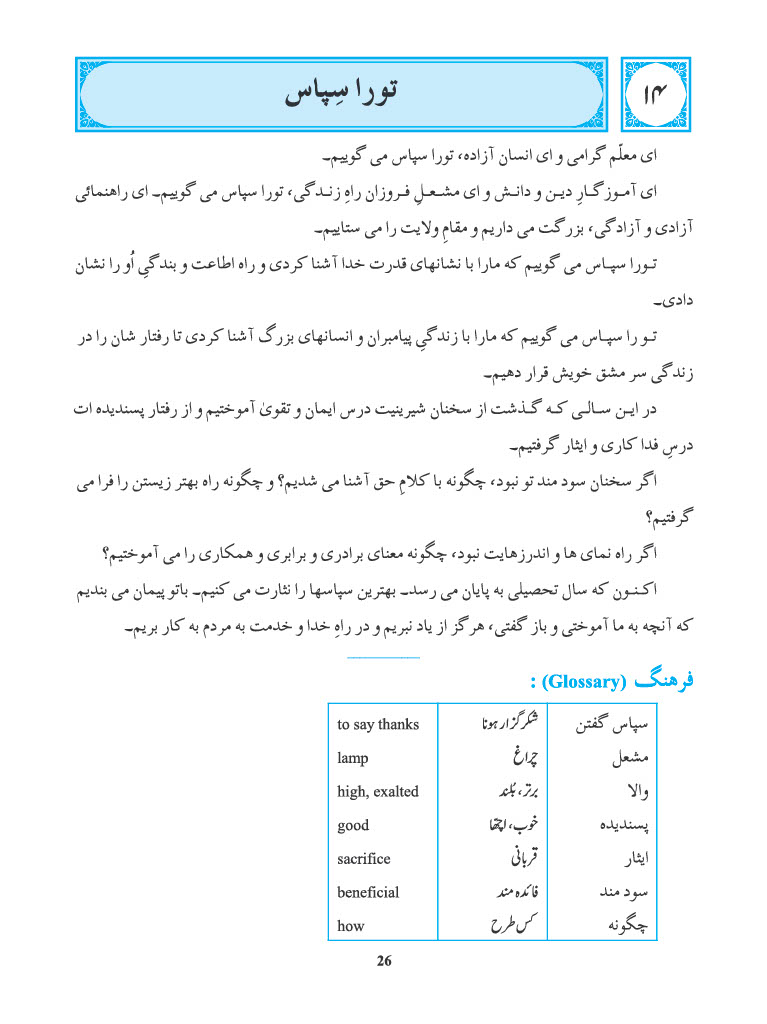 ۱۴
تورا سِپاس
ای معلّم گرامی و ای انسان آزاده، تورا سپاس می گوییم۔
ای آموزگارِ دین و دانش و ای مشعلِ فروزان راہِ زندگی، تورا سپاس می گوییم۔ ای راهنمائی
آزادی و آزادگی، بزرگت می داریم و مقامِ ولایت را می ستاییم۔
تورا سپاس می گوییم که مارا با نشانهای قدرت خدا آشنا کردی و راه اطاعت و بندگیِ اُو را نشان
دادی۔
تو را سپاس می گوییم که مارا با زندگیِ پیامبران و انسانهای بزرگ آشنا کردی تا رفتار شان را در
زندگی سر مشق خویش قرار دهیم۔
در این سالی که گذشت از سخنان شیرینیت درس ایمان و تقویٰ آموختیم و از رفتار پسندیده ات
درسِ فدا کاری و ایثار گرفتیم۔
اگر سخنان سود مند تو نبود، چگونه با کلامِ حق آشنا می شدیم؟ و چگونه راه بهتر زیستن را فرا می
گرفتیم؟
اگر راه نمای ها و اندرزهایت نبود، چگونه معنای برادری و برابری و همکاری را می آموختیم؟
اکنون که سال تحصیلی به پایان می رسد۔ بهترین سپاسها را نثارت می کنیم۔ باتو پیمان می بندیم
که آنچه به ما آموختی و باز گفتی، هرگز از یاد نبریم و در راہِ خدا و خدمت به مردم به کار بریم۔
فرهنگ (Glossary) :
سپاس گفتن شکر گزار ہونا to say thanks
مشعل چراغ lamp
والا برتر، بُلند high, exalted
پسندیده خوب، اچھا good
ایثار قربانی sacrifice
سود مند فائدہ مند beneficial
چگونه کس طرح how
26